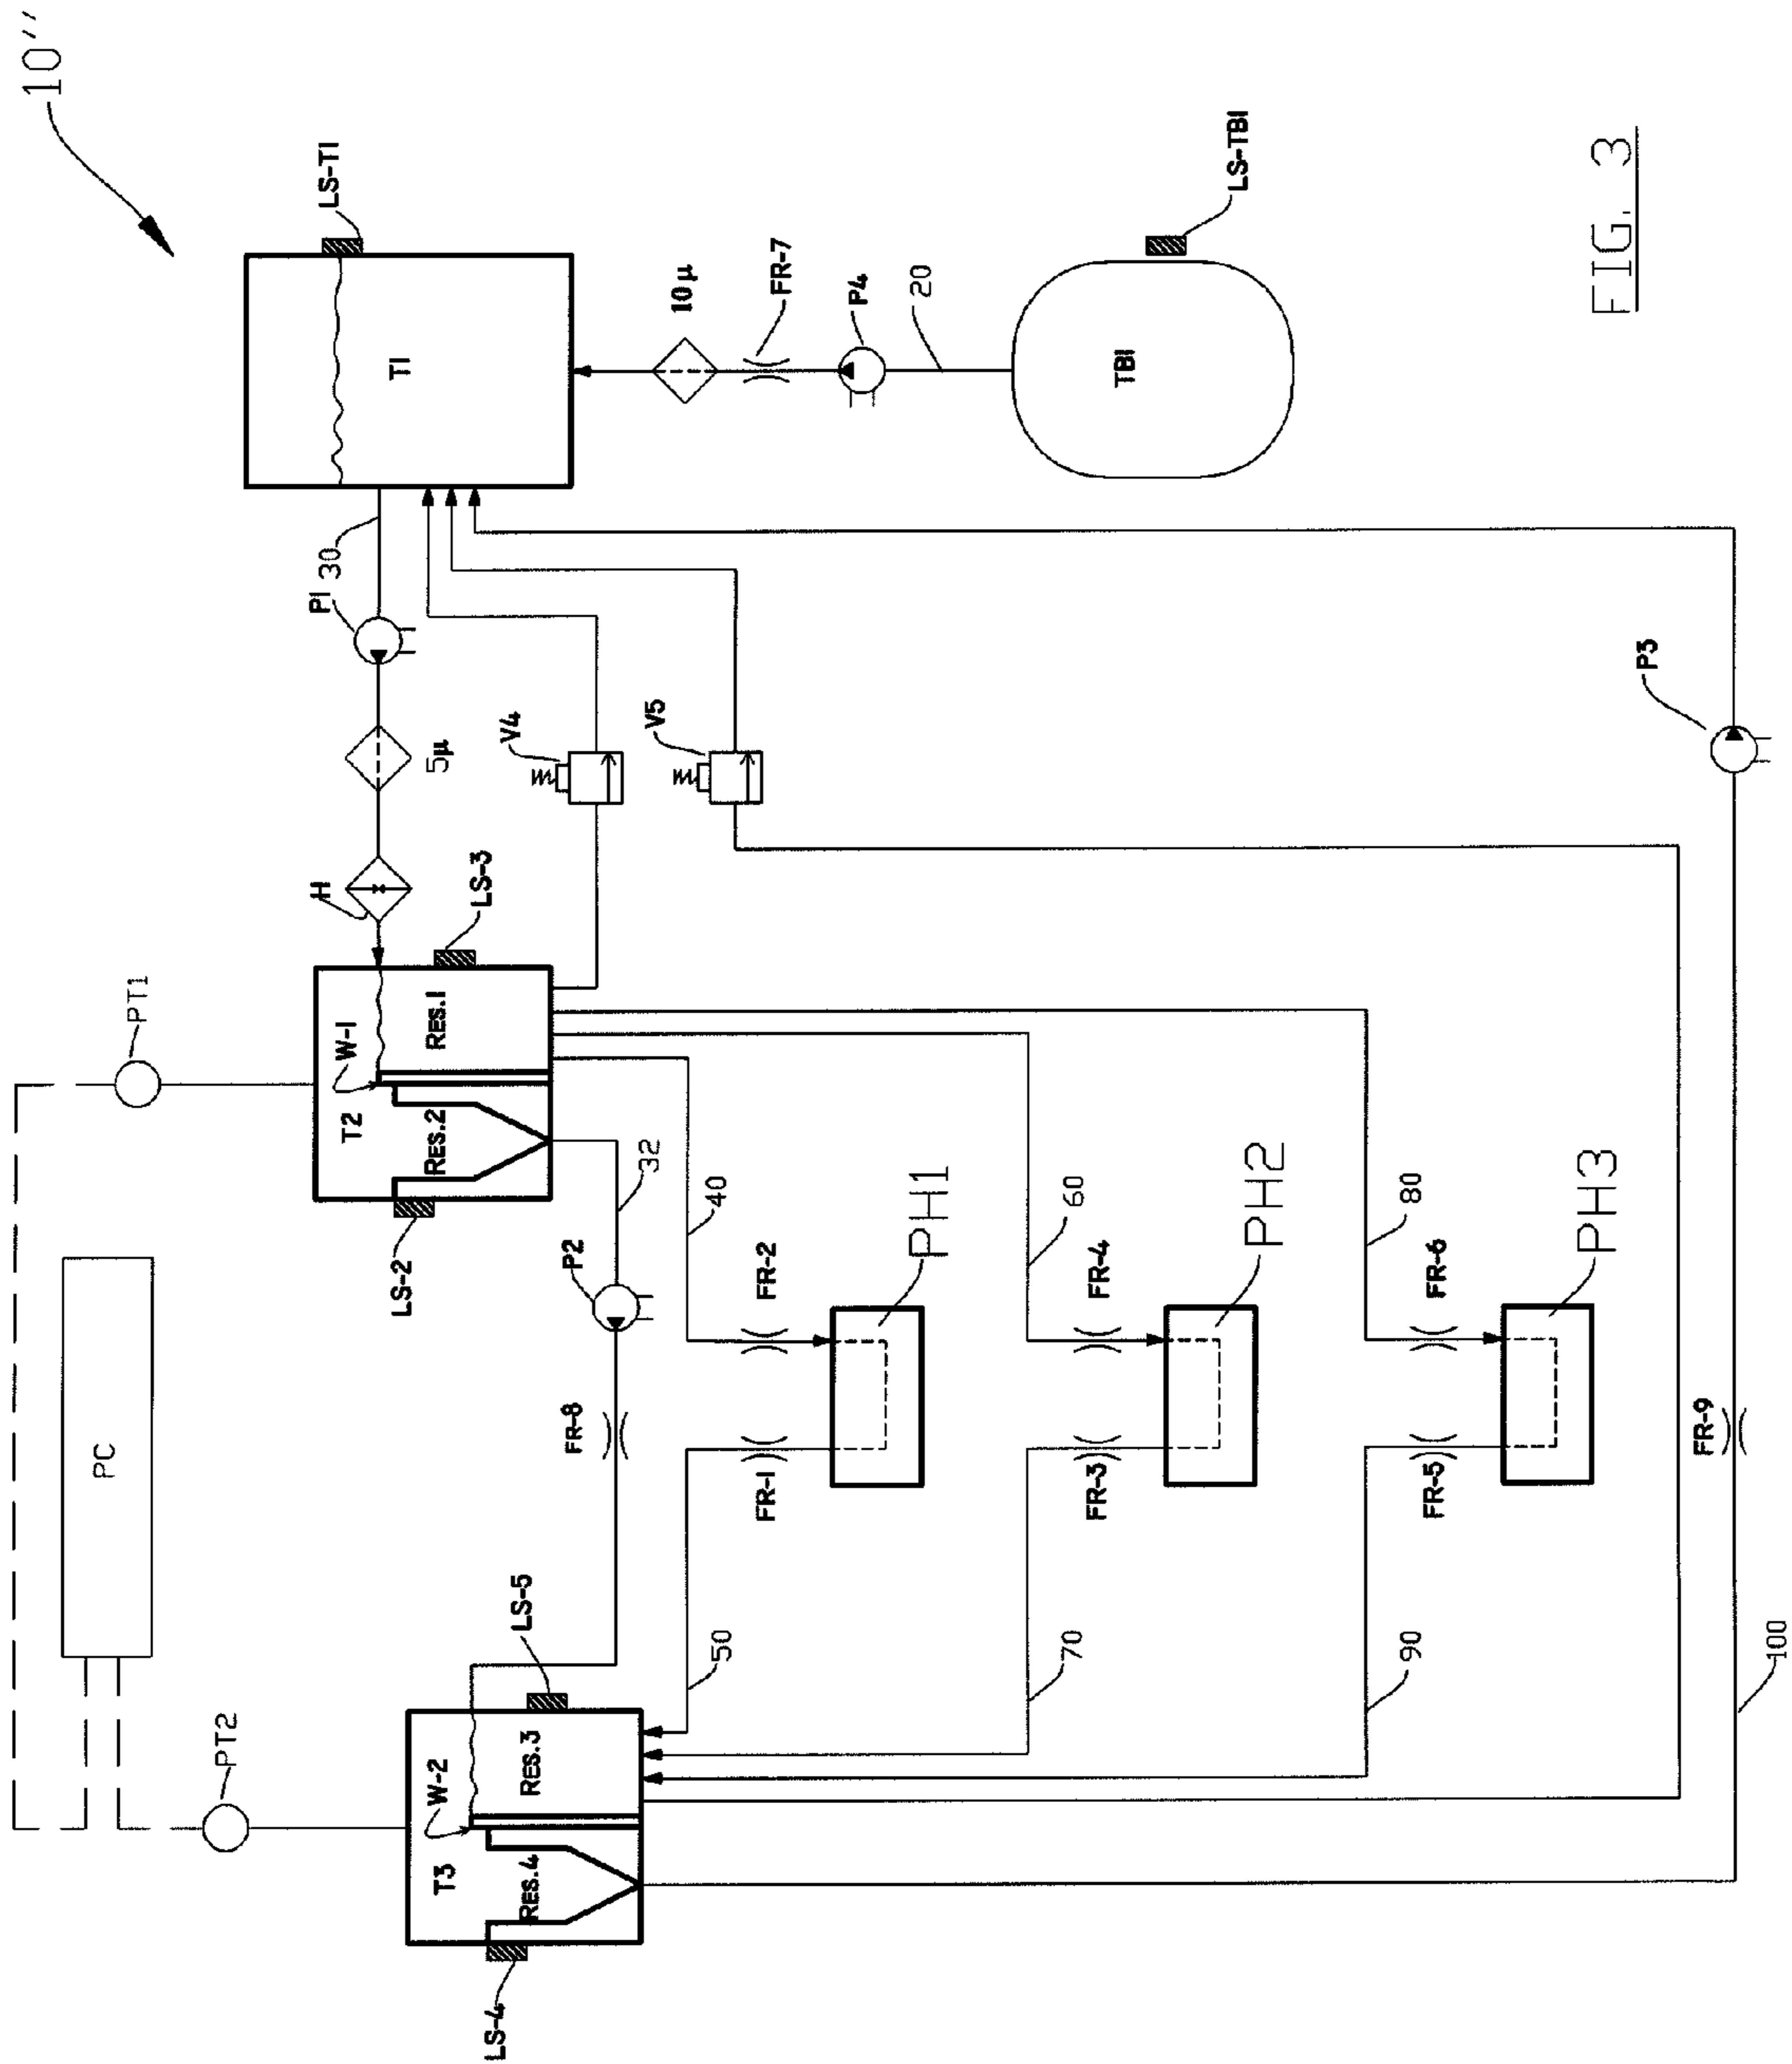 10''
LS-T1
T1
30
P1
5μ
H
10μ
FR-7
P4
20
TB1
LS-TB1
V4
V5
P3
PT1
W-1
T2
Res.1
Res.2
LS-3
LS-2
32
P2
FR-8
40
FR-2
FR-1
PH1
60
FR-4
FR-3
PH2
80
FR-6
FR-5
PH3
PC
PT2
W-2
T3
Res.3
Res.4
LS-5
LS-4
50
70
90
FR-9
100
FIG. 3